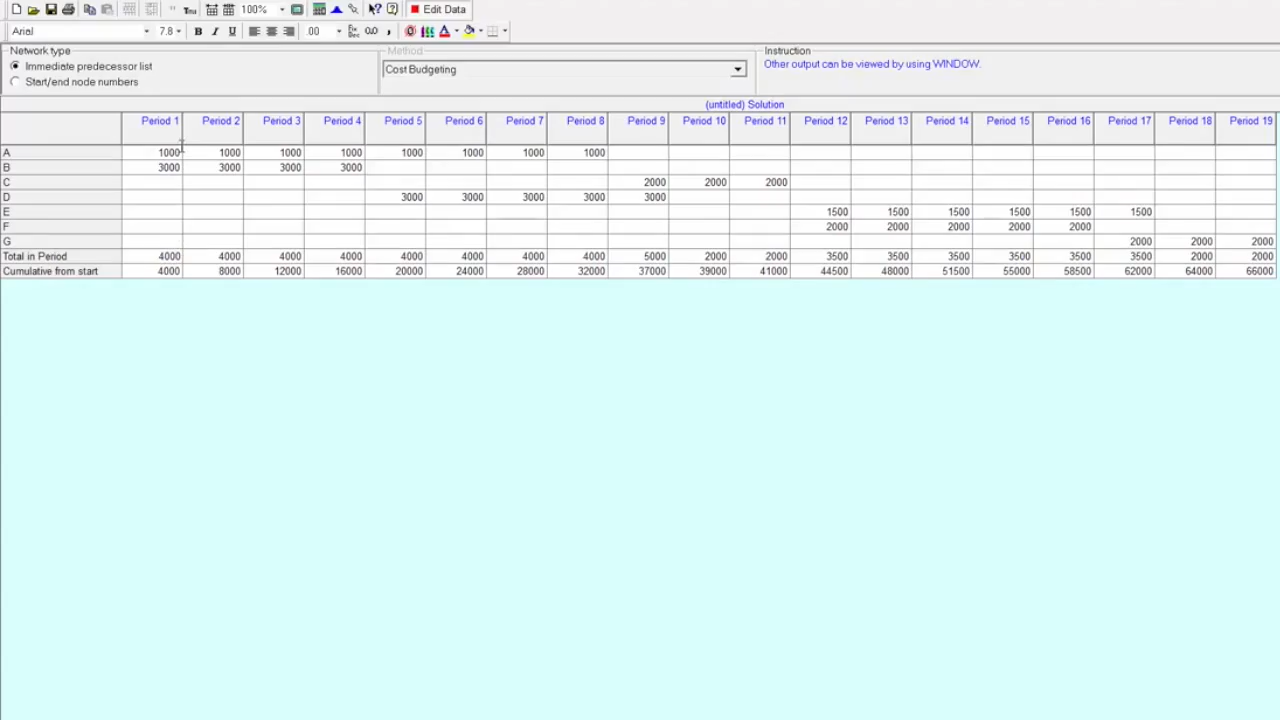 100% Edit Data
Arial 7.8 B I U .00 0.0 ,
Network type Method Instruction
Immediate predecessor list Cost Budgeting Other output can be viewed by using WINDOW.
Start/end node numbers
(untitled) Solution
Period 1 Period 2 Period 3 Period 4 Period 5 Period 6 Period 7 Period 8 Period 9 Period 10 Period 11 Period 12 Period 13 Period 14 Period 15 Period 16 Period 17 Period 18 Period 19
A 1000 1000 1000 1000 1000 1000 1000 1000
B 3000 3000 3000 3000
C 2000 2000 2000
D 3000 3000 3000 3000 3000
E 1500 1500 1500 1500 1500 1500
F 2000 2000 2000 2000 2000
G 2000 2000 2000
Total in Period 4000 4000 4000 4000 4000 4000 4000 4000 5000 2000 2000 3500 3500 3500 3500 3500 3500 2000 2000
Cumulative from start 4000 8000 12000 16000 20000 24000 28000 32000 37000 39000 41000 44500 48000 51500 55000 58500 62000 64000 66000